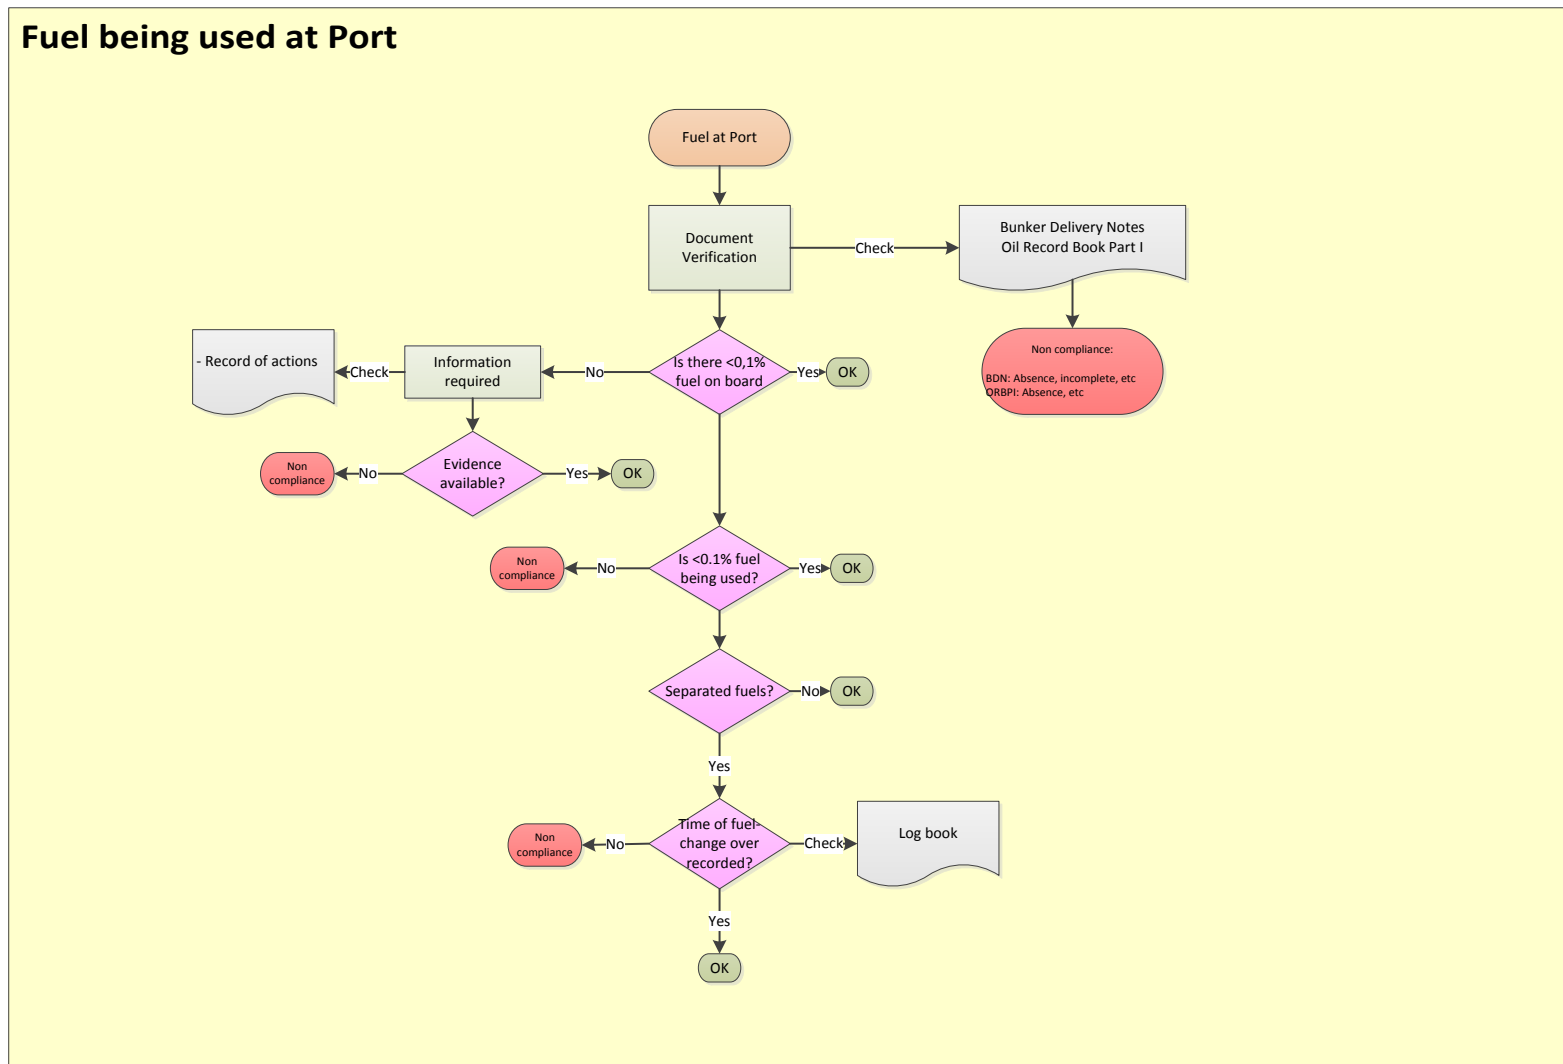 Fuel being used at Port
Fuel at Port
Document
Verification
Check
Bunker Delivery Notes
Oil Record Book Part I
Non compliance:
BDN: Absence, incomplete, etc
ORBPI: Absence, etc
- Record of actions
Check
Information
required
No
Is there <0,1%
fuel on board
Yes
OK
Non
compliance
No
Evidence
available?
Yes
OK
Non
compliance
No
Is <0.1% fuel
being used?
Yes
OK
Separated fuels?
No
OK
Yes
Non
compliance
No
Time of fuel-
change over
recorded?
Check
Log book
Yes
OK